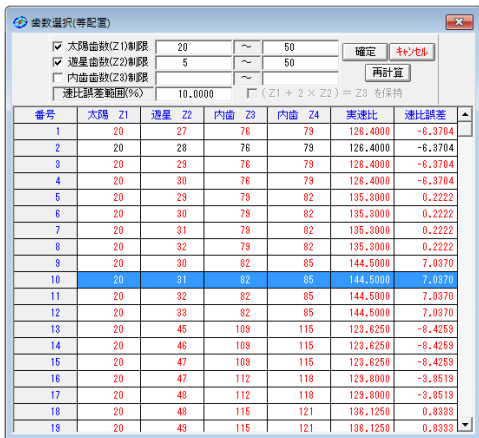 歯数選択(等配置)
太陽歯数(Z1)制限 20 ～ 50 確定 ｷｬﾝｾﾙ
遊星歯数(Z2)制限 5 ～ 50
内歯歯数(Z3)制限 ～ 再計算
速比誤差範囲(%) 10.0000 (Z1 + 2 × Z2) = Z3 を保持
番号 太陽 Z1 遊星 Z2 内歯 Z3 内歯 Z4 実速比 速比誤差
1 20 27 76 79 126.4000 -6.3704
2 20 28 76 79 126.4000 -6.3704
3 20 29 76 79 126.4000 -6.3704
4 20 30 76 79 126.4000 -6.3704
5 20 29 79 82 135.3000 0.2222
6 20 30 79 82 135.3000 0.2222
7 20 31 79 82 135.3000 0.2222
8 20 32 79 82 135.3000 0.2222
9 20 30 82 85 144.5000 7.0370
10 20 31 82 85 144.5000 7.0370
11 20 32 82 85 144.5000 7.0370
12 20 33 82 85 144.5000 7.0370
13 20 45 109 115 123.6250 -8.4259
14 20 46 109 115 123.6250 -8.4259
15 20 47 109 115 123.6250 -8.4259
16 20 47 112 118 129.8000 -3.8519
17 20 48 112 118 129.8000 -3.8519
18 20 48 115 121 136.1250 0.8333
19 20 49 115 121 136.1250 0.8333